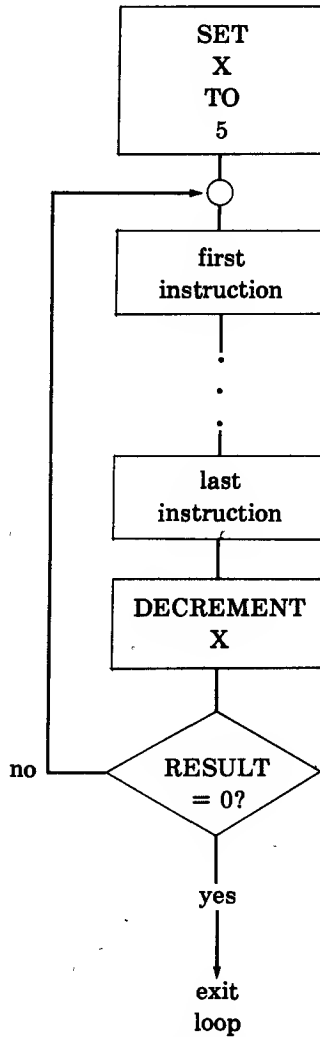 SET
X
TO
5
first
instruction
last
instruction
DECREMENT
X
RESULT
= 0?
no
yes
exit
loop